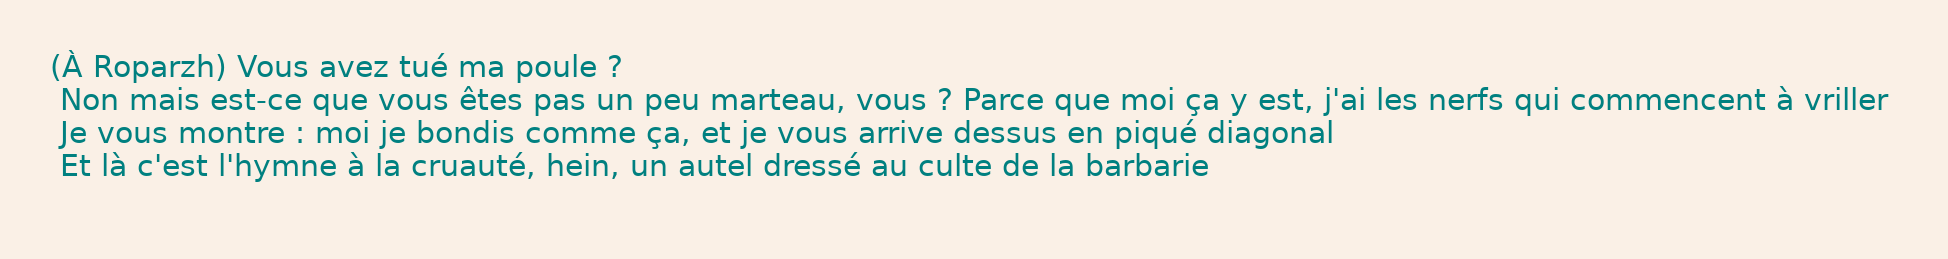 (À Roparzh) Vous avez tué ma poule ?
Non mais est-ce que vous êtes pas un peu marteau, vous ? Parce que moi ça y est, j'ai les nerfs qui commencent à vriller
Je vous montre : moi je bondis comme ça, et je vous arrive dessus en piqué diagonal
Et là c'est l'hymne à la cruauté, hein, un autel dressé au culte de la barbarie